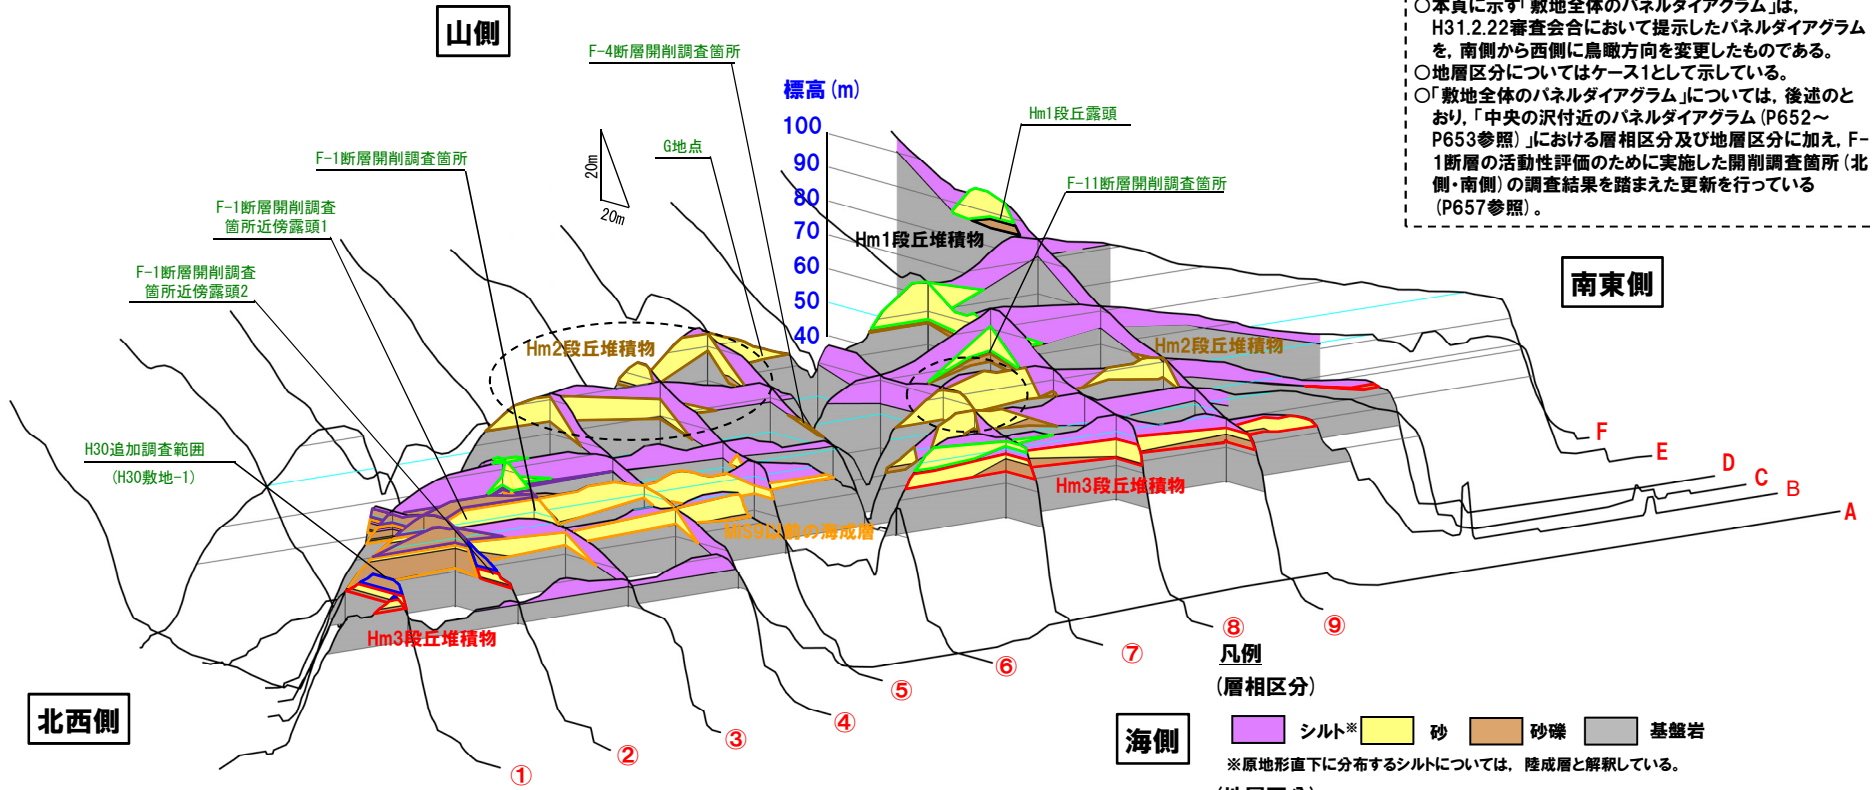 ○本頁に示す「敷地全体のパネルダイアグラム」は,
H31.2.22審査会合において提示したパネルダイアグラム
を, 南側から西側に鳥瞰方向を変更したものである。
○地層区分についてはケース1として示している。
○「敷地全体のパネルダイアグラム」については, 後述のと
おり,「中央の沢付近のパネルダイアグラム(P652～
P653参照)」における層相区分及び地層区分に加え, F-
1断層の活動性評価のために実施した開削調査箇所(北
側・南側)の調査結果を踏まえた更新を行っている
(P657参照)。
山側
F-4断層開削調査箇所
標高(m)
100
90
80
70
60
50
40
Hm1段丘露頭
G地点
F-1断層開削調査箇所
20m
20m
F-11断層開削調査箇所
F-1断層開削調査
箇所近傍露頭1
Hm1段丘堆積物
F-1断層開削調査
箇所近傍露頭2
南東側
Hm2段丘堆積物
Hm2段丘堆積物
H30追加調査範囲
(H30敷地-1)
F
E
D
C
B
A
Hm3段丘堆積物
MIS9以前の海成層
Hm3段丘堆積物
①
②
③
④
⑤
⑥
⑦
⑧
⑨
北西側
海側
凡例
(層相区分)
シルト※
砂
砂礫
基盤岩
※原地形直下に分布するシルトについては, 陸成層と解釈している。